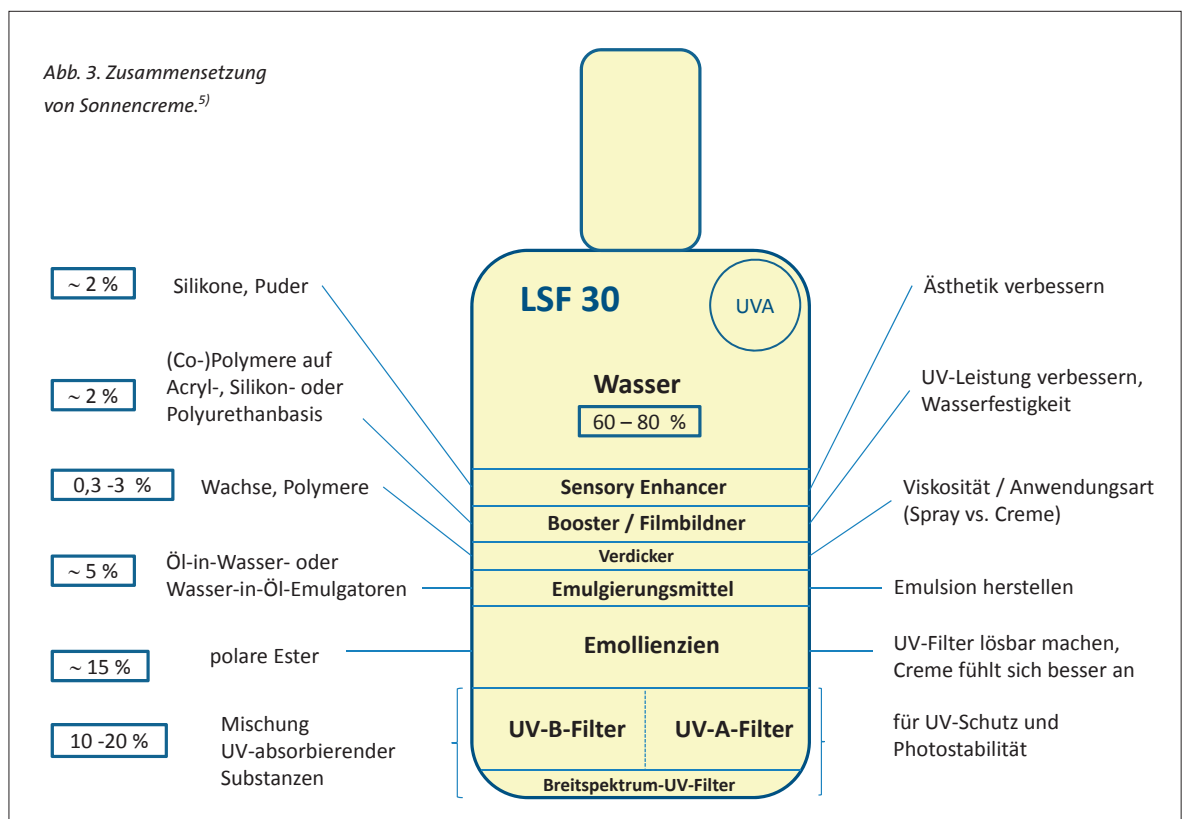 Abb. 3. Zusammensetzung
von Sonnencreme.5)
LSF 30
UVA
Wasser
60 – 80 %
~ 2 %
Silikone, Puder
Sensory Enhancer
Ästhetik verbessern
~ 2 %
(Co-)Polymere auf
Acryl-, Silikon- oder
Polyurethanbasis
Booster / Filmbildner
UV-Leistung verbessern,
Wasserfestigkeit
0,3 -3 %
Wachse, Polymere
Verdicker
Viskosität / Anwendungsart
(Spray vs. Creme)
~ 5 %
Öl-in-Wasser- oder
Wasser-in-Öl-Emulgatoren
Emulgierungsmittel
Emulsion herstellen
~ 15 %
polare Ester
Emollienzien
UV-Filter lösbar machen,
Creme fühlt sich besser an
10 -20 %
Mischung
UV-absorbierender
Substanzen
UV-B-Filter
UV-A-Filter
Breitspektrum-UV-Filter
für UV-Schutz und
Photostabilität